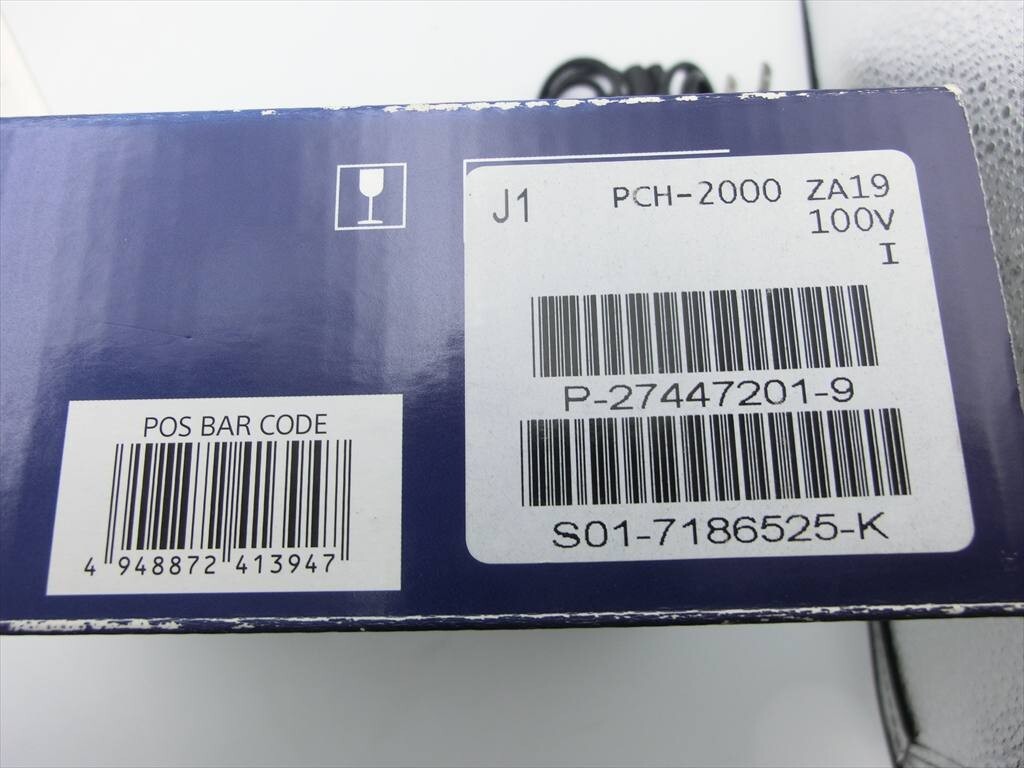 J1
PCH-2000 ZA19
100V
I
P-27447201-9
S01-7186525-K
POS BAR CODE
4 948872 413947